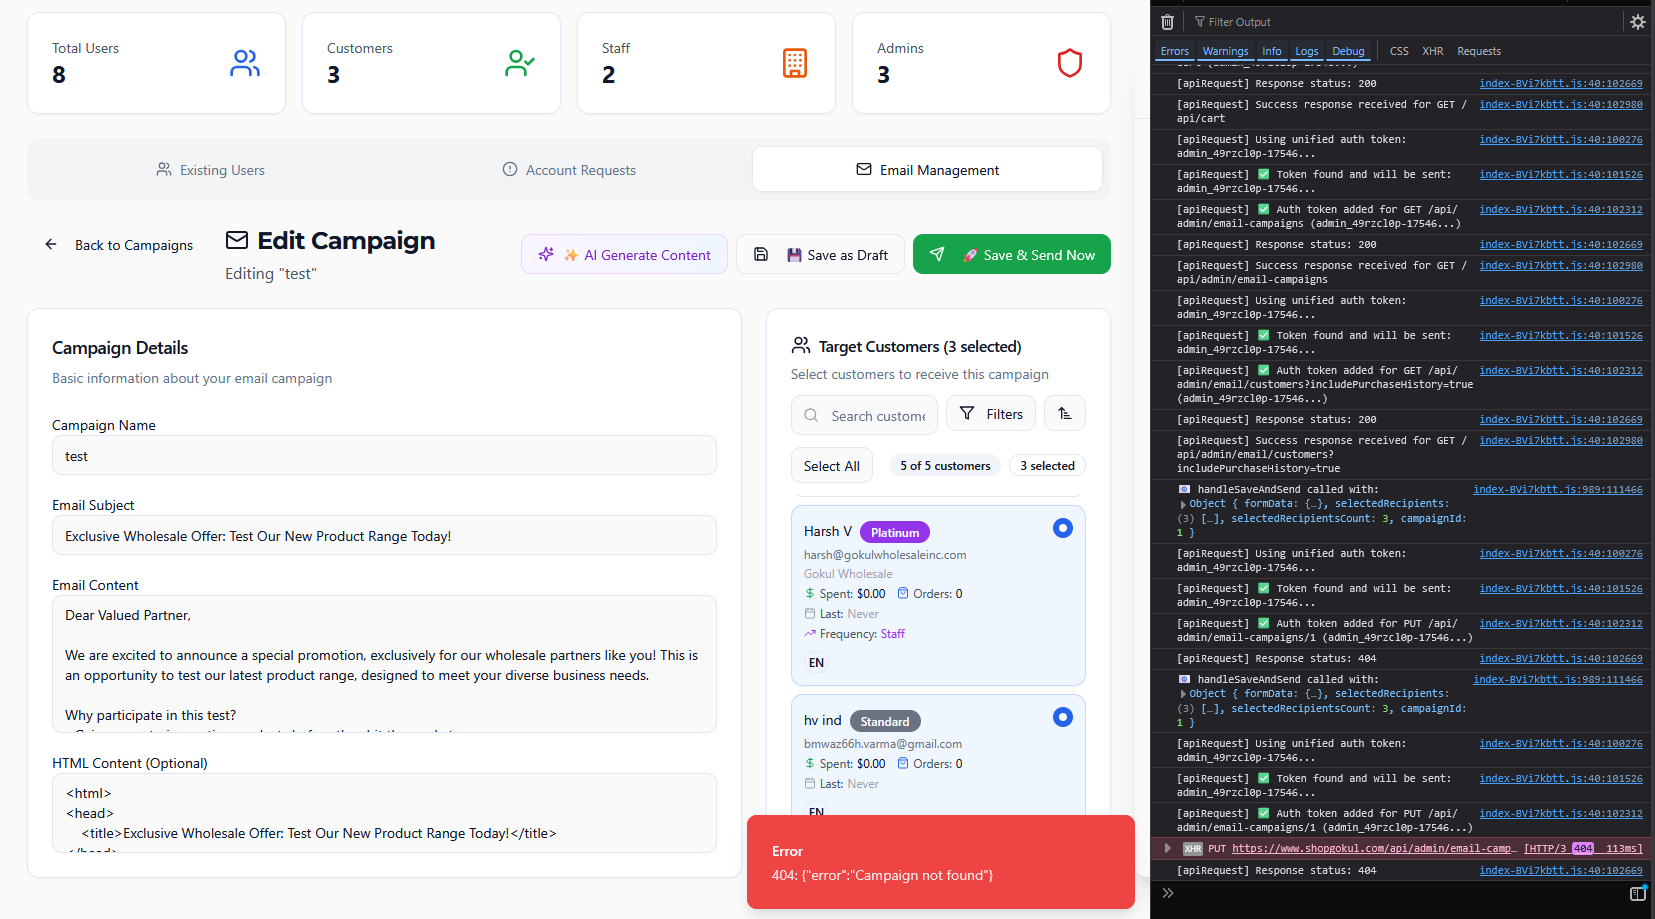 Total Users
8
Customers
3
Staff
2
Admins
3
Existing Users
Account Requests
Email Management
Back to Campaigns
Edit Campaign
Editing "test"
✨ AI Generate Content
💾 Save as Draft
🚀 Save & Send Now
Campaign Details
Basic information about your email campaign
Campaign Name
test
Email Subject
Exclusive Wholesale Offer: Test Our New Product Range Today!
Email Content
Dear Valued Partner,
We are excited to announce a special promotion, exclusively for our wholesale partners like you! This is
an opportunity to test our latest product range, designed to meet your diverse business needs.
Why participate in this test?
HTML Content (Optional)
<html>
<head>
<title>Exclusive Wholesale Offer: Test Our New Product Range Today!</title>
</head>
Target Customers (3 selected)
Select customers to receive this campaign
Search custome
Filters
Select All
5 of 5 customers
3 selected
Harsh V Platinum
harsh@gokulwholesaleinc.com
Gokul Wholesale
Spent: $0.00 Orders: 0
Last: Never
Frequency: Staff
EN
hv ind Standard
bmwaz66h.varma@gmail.com
Spent: $0.00 Orders: 0
Last: Never
EN
Error
404: {"error":"Campaign not found"}
Filter Output
Errors Warnings Info Logs Debug CSS XHR Requests
[apiRequest] Response status: 200 index-BVi7kbtt.js:40:102669
[apiRequest] Success response received for GET / index-BVi7kbtt.js:40:102980
api/cart
[apiRequest] Using unified auth token: index-BVi7kbtt.js:40:100276
admin_49rzcl0p-17546...
[apiRequest] ✅ Token found and will be sent: index-BVi7kbtt.js:40:101526
admin_49rzcl0p-17546...
[apiRequest] ✅ Auth token added for GET /api/ index-BVi7kbtt.js:40:102312
admin/email-campaigns (admin_49rzcl0p-17546...)
[apiRequest] Response status: 200 index-BVi7kbtt.js:40:102669
[apiRequest] Success response received for GET / index-BVi7kbtt.js:40:102980
api/admin/email-campaigns
[apiRequest] Using unified auth token: index-BVi7kbtt.js:40:100276
admin_49rzcl0p-17546...
[apiRequest] ✅ Token found and will be sent: index-BVi7kbtt.js:40:101526
admin_49rzcl0p-17546...
[apiRequest] ✅ Auth token added for GET /api/ index-BVi7kbtt.js:40:102312
admin/email/customers?includePurchaseHistory=true
(admin_49rzcl0p-17546...)
[apiRequest] Response status: 200 index-BVi7kbtt.js:40:102669
[apiRequest] Success response received for GET / index-BVi7kbtt.js:40:102980
api/admin/email/customers?
includePurchaseHistory=true
handleSaveAndSend called with: index-BVi7kbtt.js:989:111466
Object { formData: {…}, selectedRecipients:
(3) […], selectedRecipientsCount: 3, campaignId:
1 }
[apiRequest] Using unified auth token: index-BVi7kbtt.js:40:100276
admin_49rzcl0p-17546...
[apiRequest] ✅ Token found and will be sent: index-BVi7kbtt.js:40:101526
admin_49rzcl0p-17546...
[apiRequest] ✅ Auth token added for PUT /api/ index-BVi7kbtt.js:40:102312
admin/email-campaigns/1 (admin_49rzcl0p-17546...)
[apiRequest] Response status: 404 index-BVi7kbtt.js:40:102669
handleSaveAndSend called with: index-BVi7kbtt.js:989:111466
Object { formData: {…}, selectedRecipients:
(3) […], selectedRecipientsCount: 3, campaignId:
1 }
[apiRequest] Using unified auth token: index-BVi7kbtt.js:40:100276
admin_49rzcl0p-17546...
[apiRequest] ✅ Token found and will be sent: index-BVi7kbtt.js:40:101526
admin_49rzcl0p-17546...
[apiRequest] ✅ Auth token added for PUT /api/ index-BVi7kbtt.js:40:102312
admin/email-campaigns/1 (admin_49rzcl0p-17546...)
XHR PUT https://www.shopgokul.com/api/admin/email-camp… [HTTP/3 404 113ms]
[apiRequest] Response status: 404 index-BVi7kbtt.js:40:102669